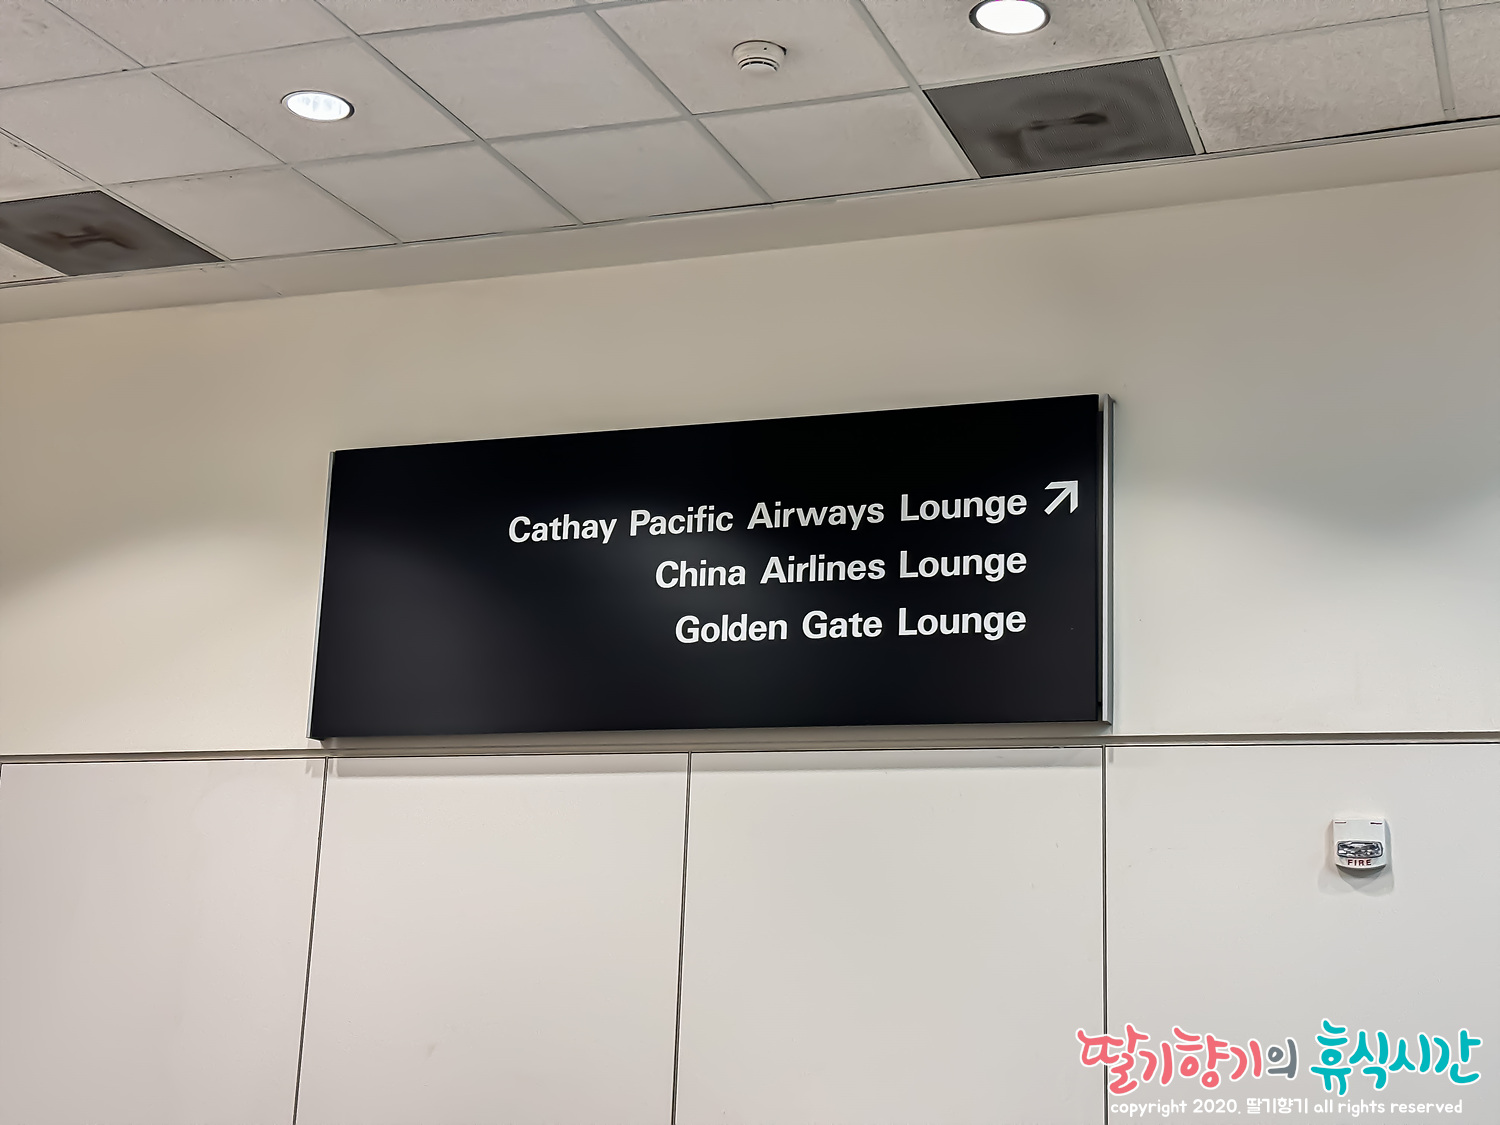 Cathay Pacific Airways Lounge
China Airlines Lounge
Golden Gate Lounge
FIRE
딸기향기의 휴식시간
copyright 2020. 딸기향기 all rights reserved